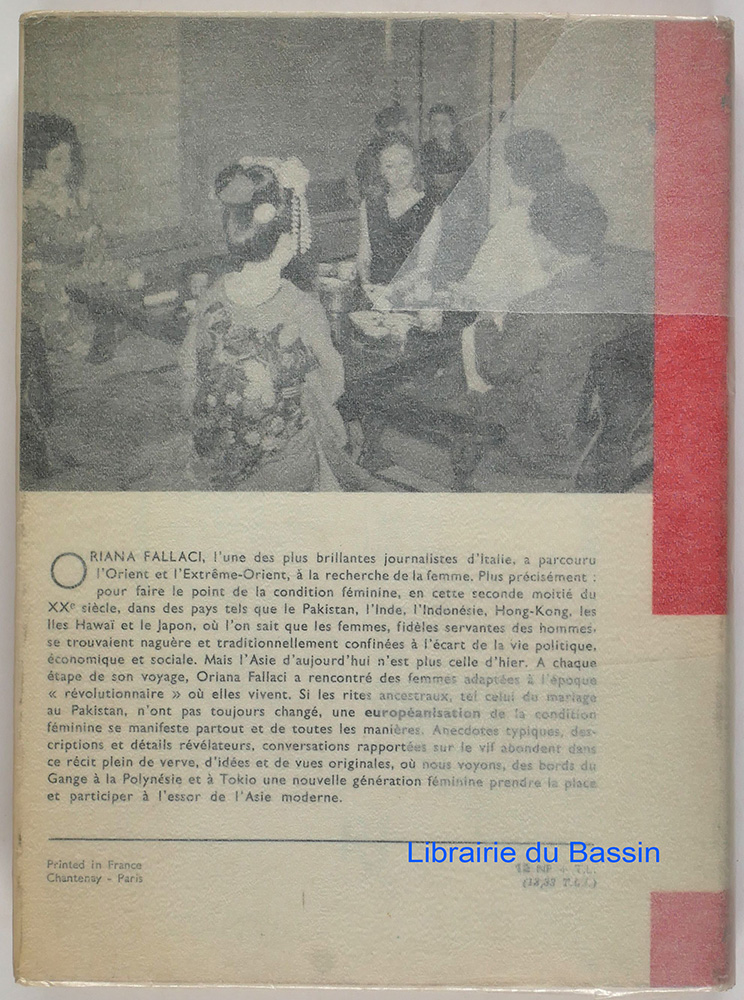 ORIANA FALLACI, l'une des plus brillantes journalistes d'Italie, a parcouru
l'Orient et l'Extrême-Orient, à la recherche de la femme. Plus précisément :
pour faire le point de la condition féminine, en cette seconde moitié du
XXe siècle, dans des pays tels que le Pakistan, l'Inde, l'Indonésie, Hong-Kong, les
Iles Hawaï et le Japon, où l'on sait que les femmes, fidèles servantes des hommes,
se trouvaient naguère et traditionnellement confinées à l'écart de la vie politique,
économique et sociale. Mais l'Asie d'aujourd'hui n'est plus celle d'hier. A chaque
étape de son voyage, Oriana Fallaci a rencontré des femmes adaptées à l'époque
« révolutionnaire » où elles vivent. Si les rites ancestraux, tel celui du mariage
au Pakistan, n'ont pas toujours changé, une européanisation de la condition
féminine se manifeste partout et de toutes les manières. Anecdotes typiques, des-
criptions et détails révélateurs, conversations rapportées sur le vif abondent dans
ce récit plein de verve, d'idées et de vues originales, où nous voyons, des bords du
Gange à la Polynésie et à Tokio une nouvelle génération féminine prendre la place
et participer à l'essor de l'Asie moderne.
Printed in France
Chantenay - Paris
Librairie du Bassin
12 NF + T.L.